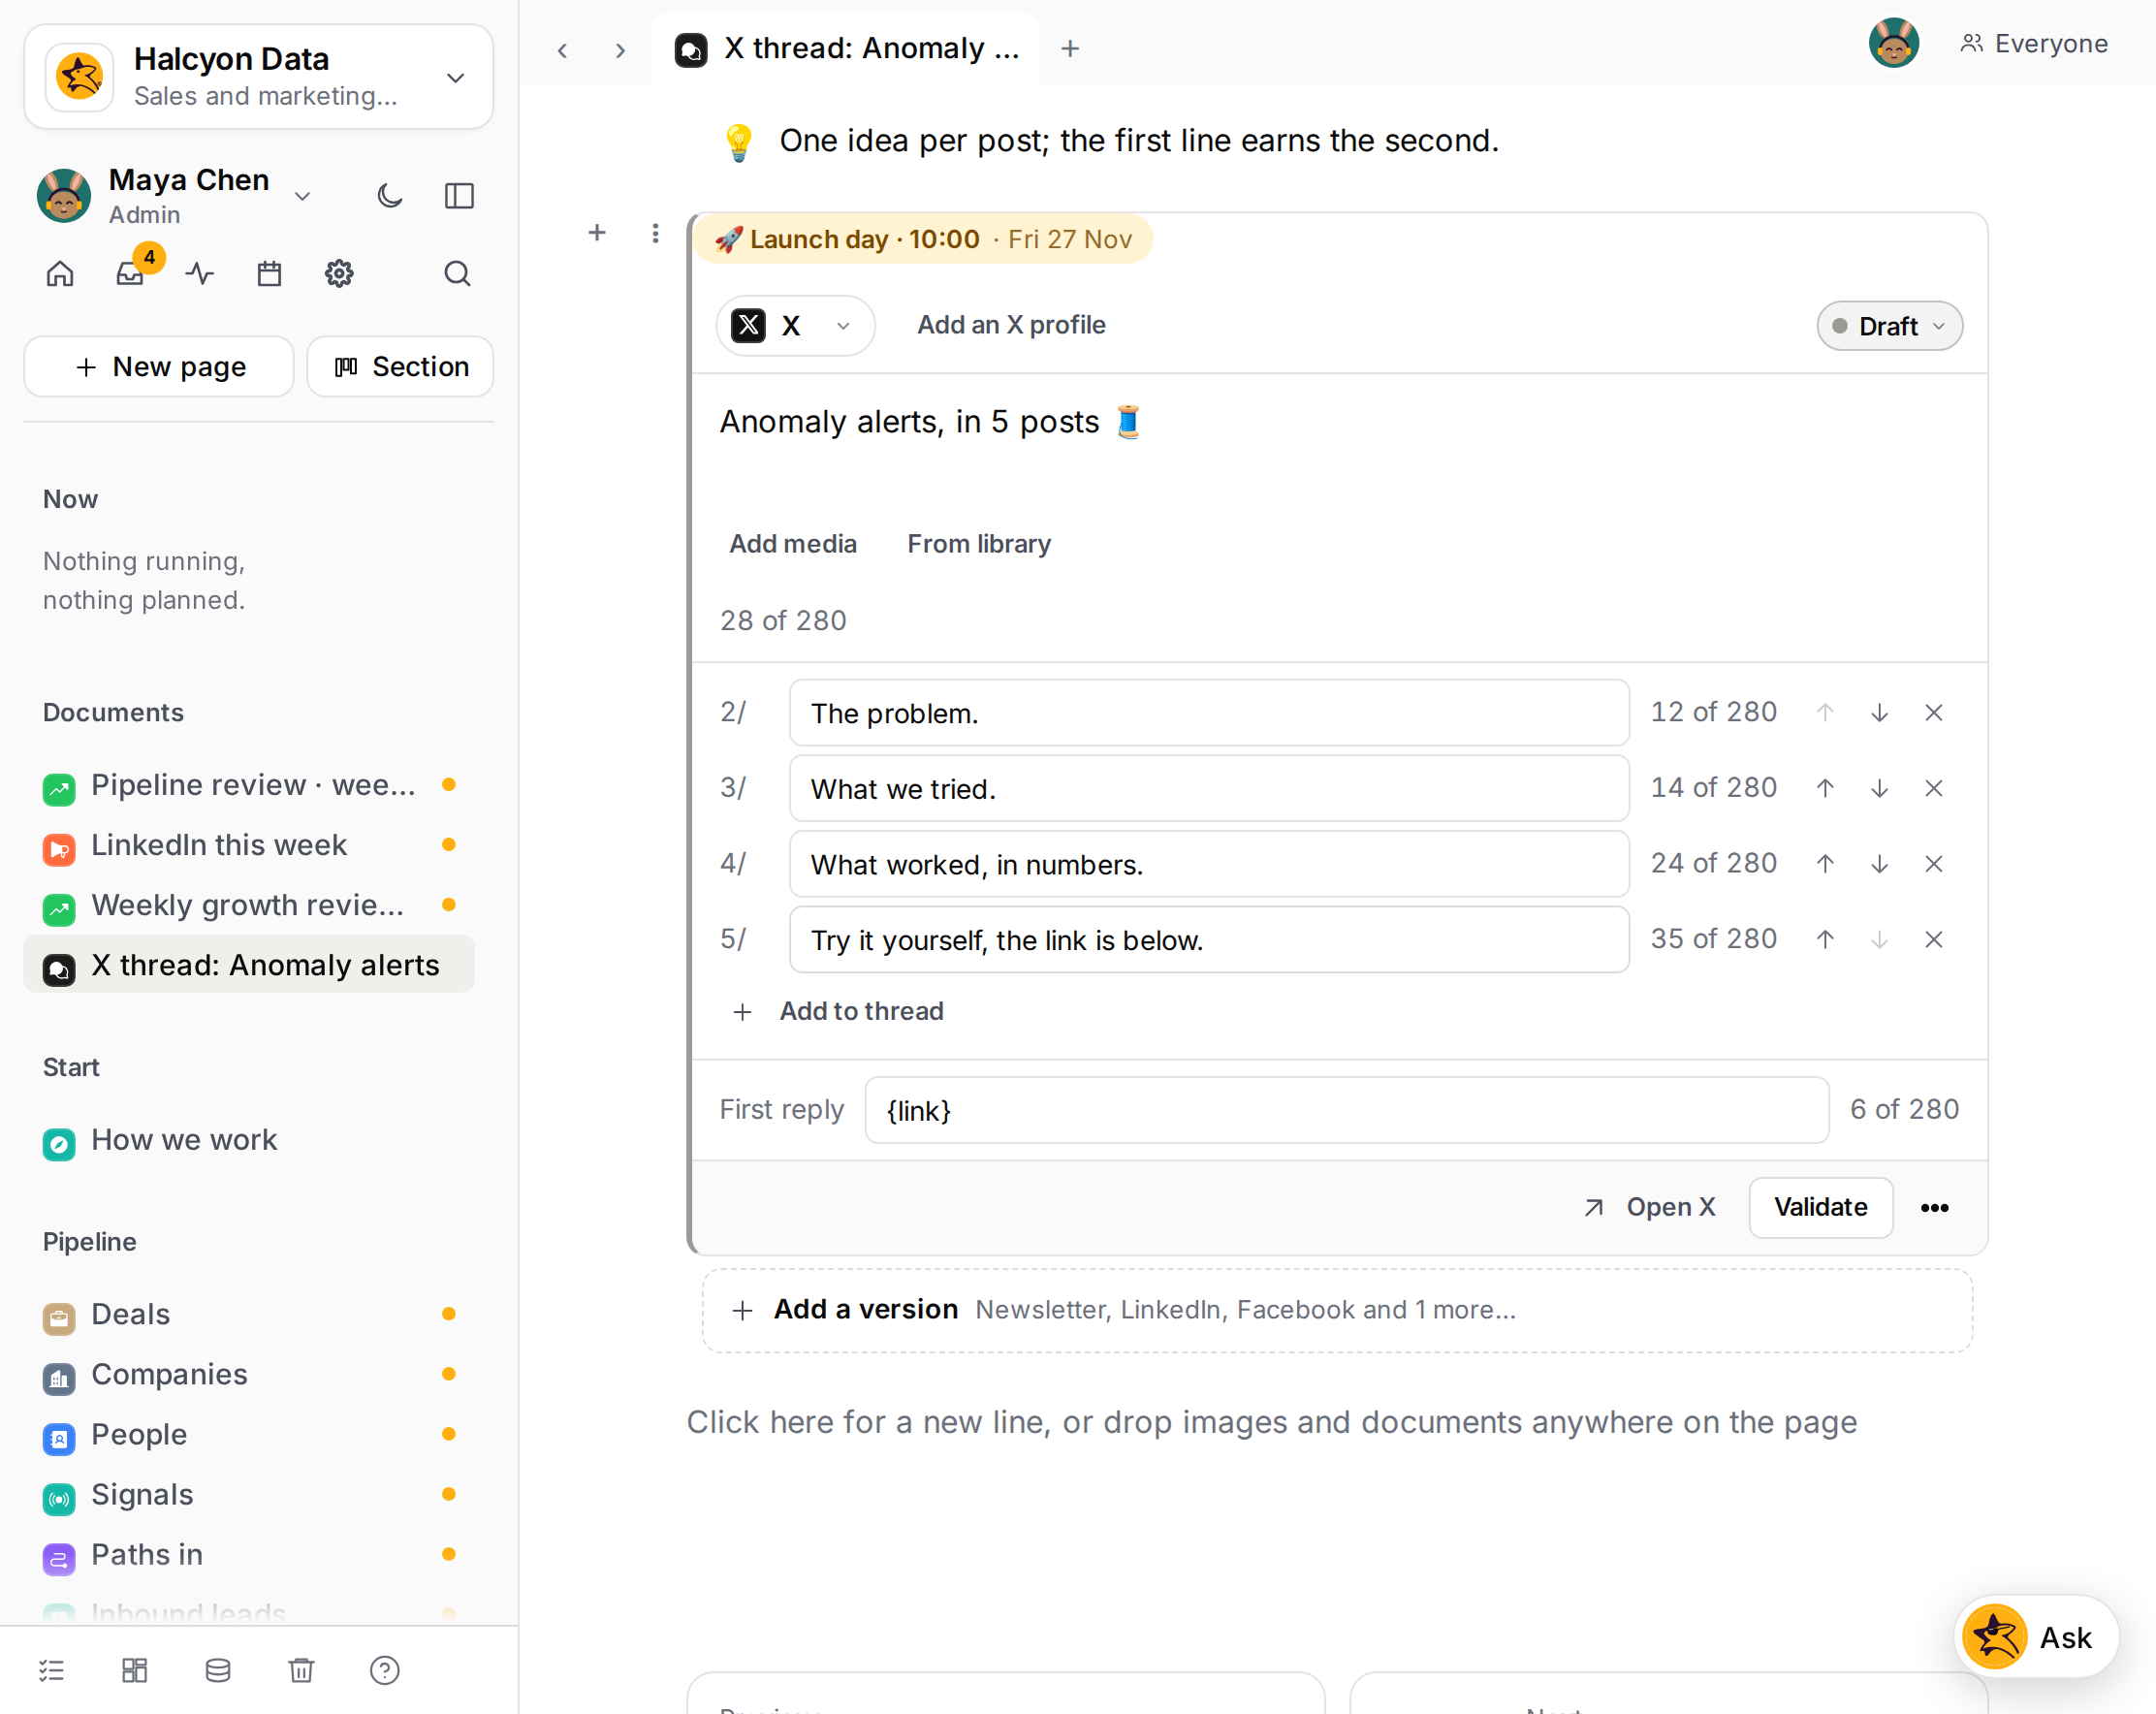 Halcyon Data
Sales and marketing...
Maya Chen
Admin
4
New page
Section
Now
Nothing running,
nothing planned.
Documents
Pipeline review · wee...
LinkedIn this week
Weekly growth revie...
X thread: Anomaly alerts
Start
How we work
Pipeline
Deals
Companies
People
Signals
Paths in
Inbound leads
X thread: Anomaly ...
Everyone
💡 One idea per post; the first line earns the second.
🚀 Launch day · 10:00 · Fri 27 Nov
X
Add an X profile
Draft
Anomaly alerts, in 5 posts 🧵
Add media
From library
28 of 280
2/ The problem. 12 of 280
3/ What we tried. 14 of 280
4/ What worked, in numbers. 24 of 280
5/ Try it yourself, the link is below. 35 of 280
Add to thread
First reply {link} 6 of 280
Open X
Validate
Add a version Newsletter, LinkedIn, Facebook and 1 more...
Click here for a new line, or drop images and documents anywhere on the page
Ask